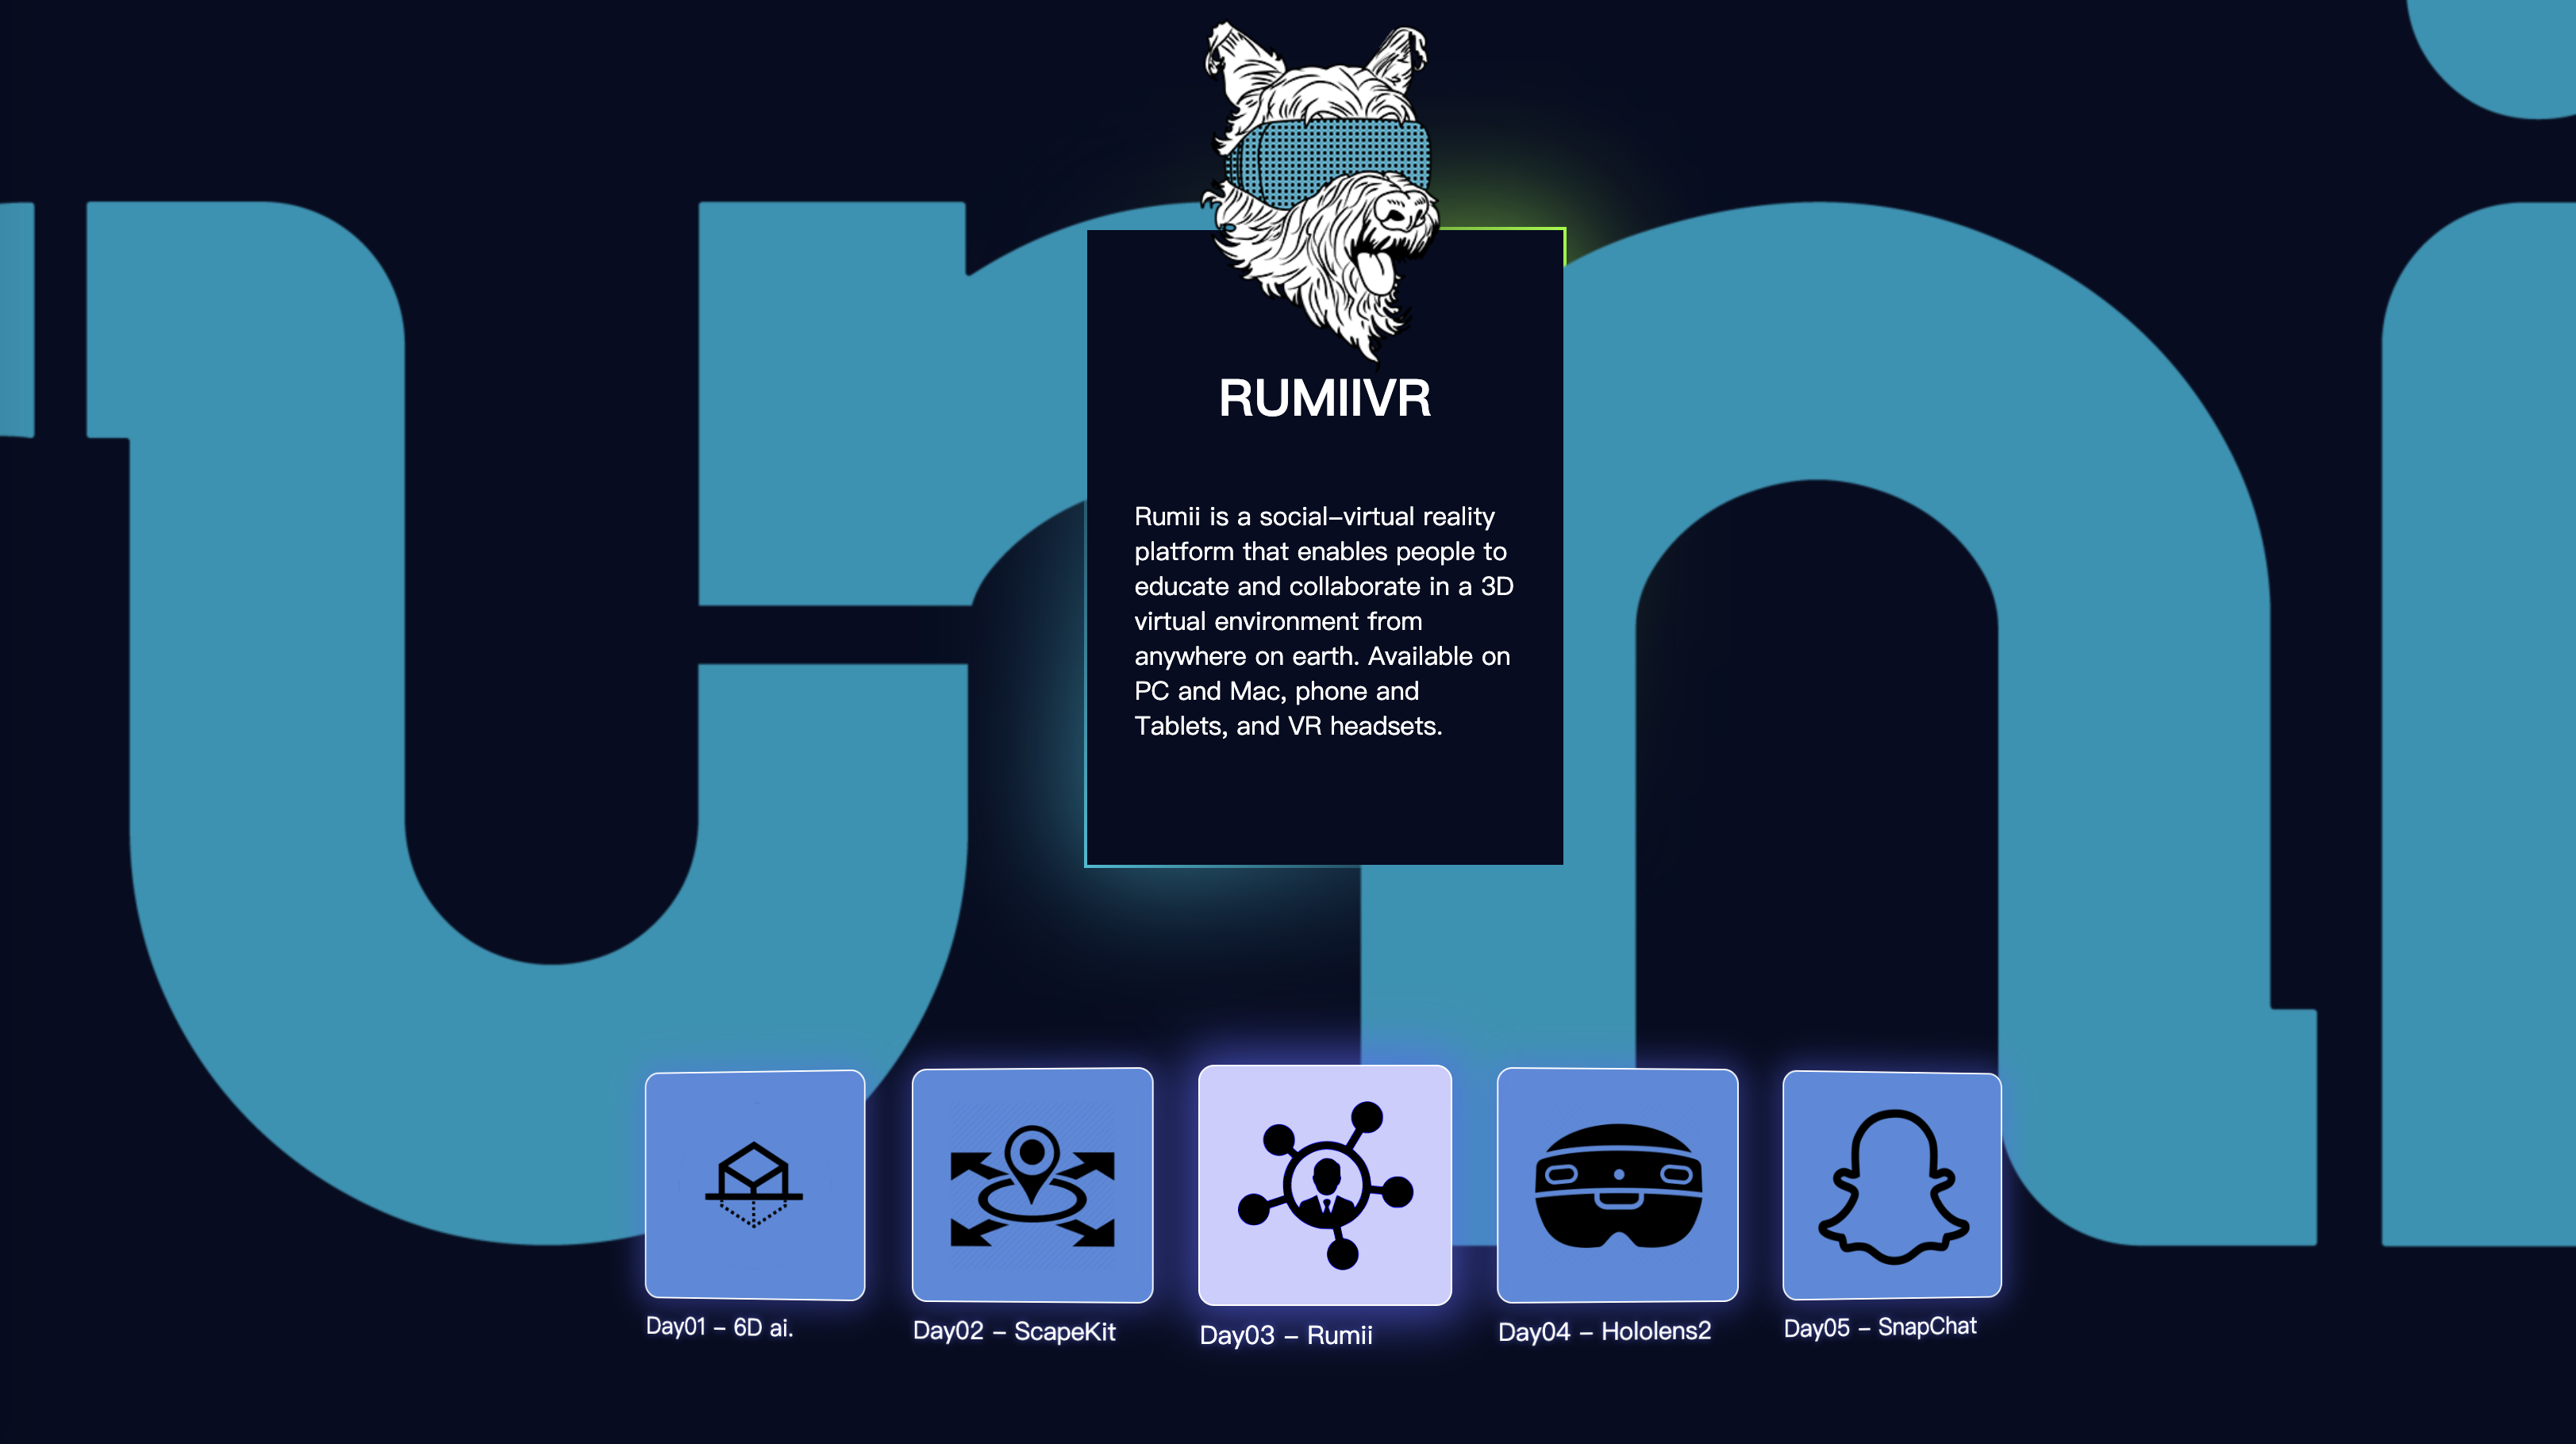 uni
RUMIIVR
Rumii is a social–virtual reality
platform that enables people to
educate and collaborate in a 3D
virtual environment from
anywhere on earth. Available on
PC and Mac, phone and
Tablets, and VR headsets.
Day01 – 6D ai.
Day02 – ScapeKit
Day03 – Rumii
Day04 – Hololens2
Day05 – SnapChat